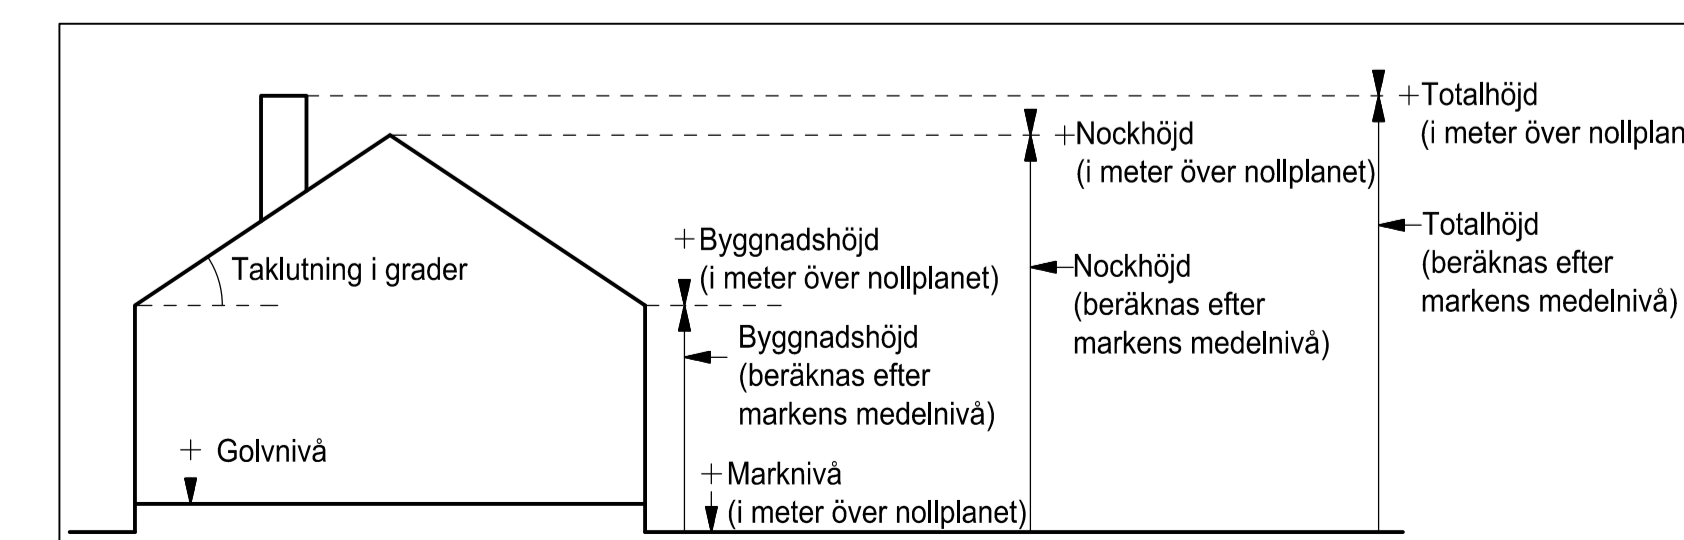 +Totalhöjd
(i meter över nollplan
+Nockhöjd
(i meter över nollplanet)
Totalhöjd
(beräknas efter
markens medelnivå)
+Byggnadshöjd
(i meter över nollplanet)
Nockhöjd
(beräknas efter
markens medelnivå)
Taklutning i grader
Byggnadshöjd
(beräknas efter
markens medelnivå)
+ Golvnivå
+Marknivå
(i meter över nollplanet)